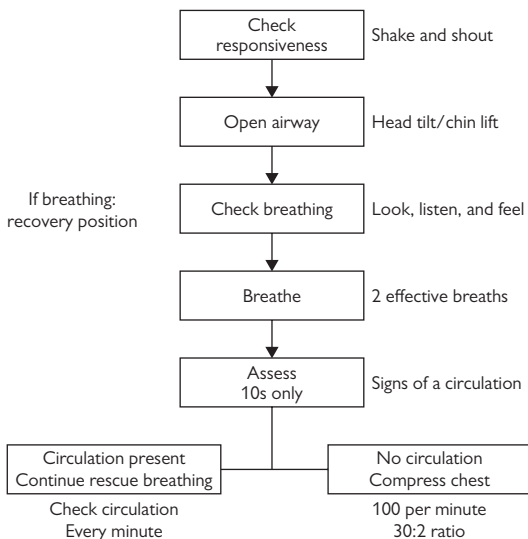 Check
responsiveness
Shake and shout
Open airway
Head tilt/chin lift
If breathing:
recovery position
Check breathing
Look, listen, and feel
Breathe
2 effective breaths
Assess
10s only
Signs of a circulation
Circulation present
Continue rescue breathing
Check circulation
Every minute
No circulation
Compress chest
100 per minute
30:2 ratio